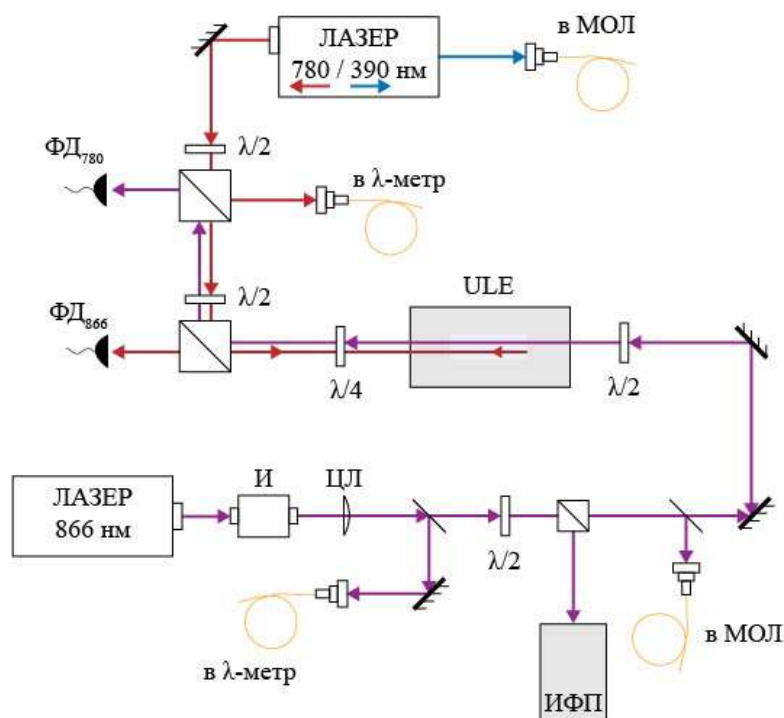 в МОЛ
ЛАЗЕР
780 / 390 нм
λ/2
ФД780
в λ-метр
λ/2
ULE
ФД866
λ/4
λ/2
И
ЦЛ
ЛАЗЕР
866 нм
λ/2
в λ-метр
в МОЛ
ИФП